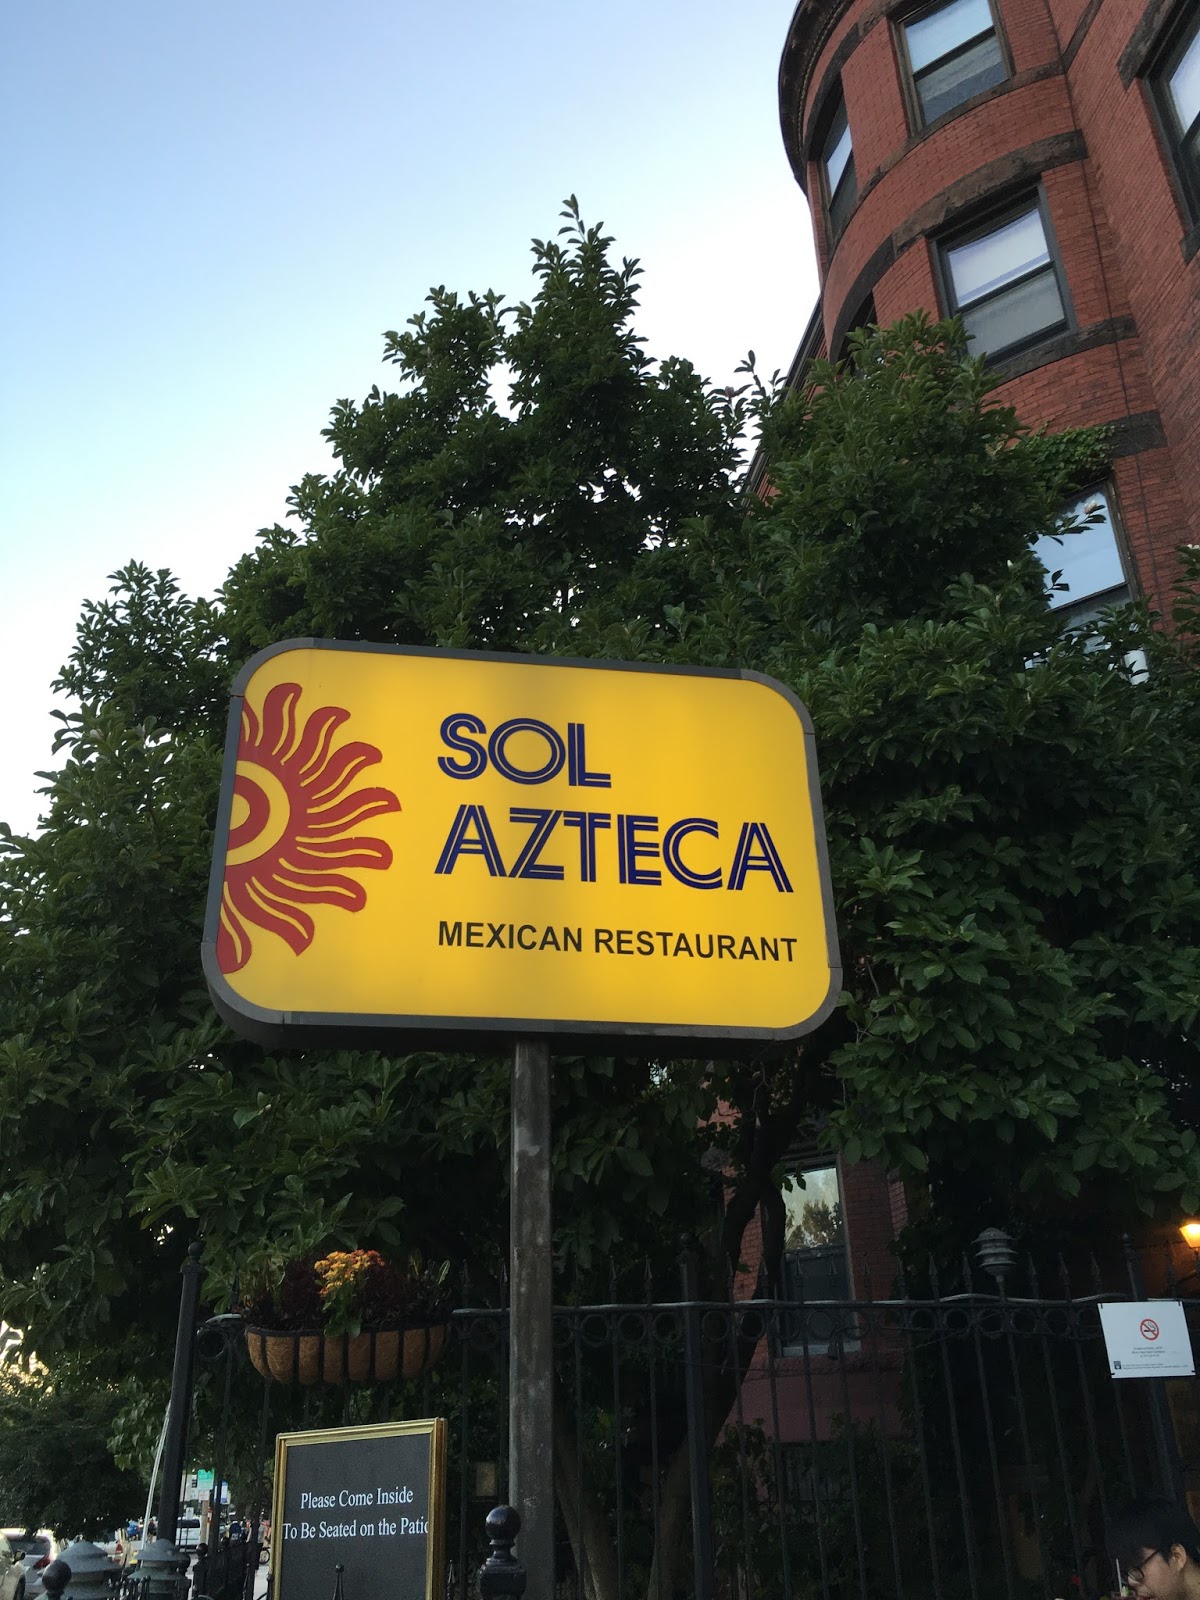 SOL
AZTECA
MEXICAN RESTAURANT
Please Come Inside
To Be Seated on the Patio